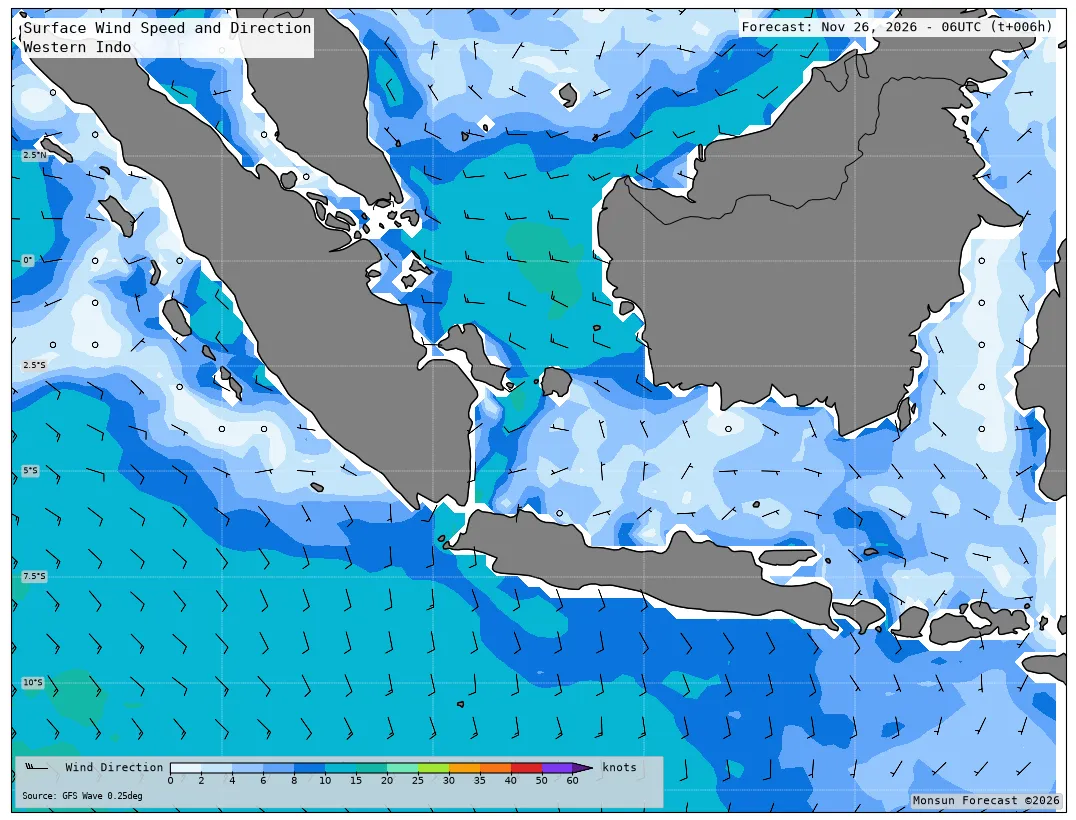 Surface Wind Speed and Direction
Western Indo
Forecast: Nov 26, 2026 - 06UTC (t+006h)
2.5°N
0°
2.5°S
5°S
7.5°S
10°S
Wind Direction
0 2 4 6 8 10 15 20 25 30 35 40 50 60
knots
Source: GFS Wave 0.25deg
Monsun Forecast ©2026